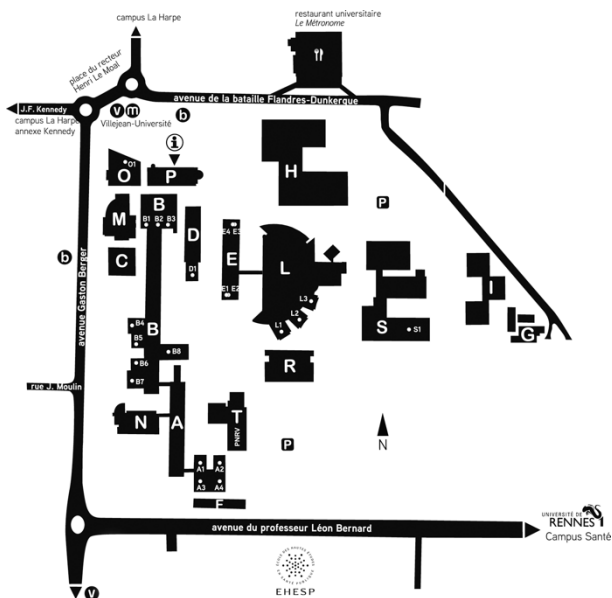 campus La Harpe
restaurant universitaire
Le Métronome
place du recteur
Henri Le Moal
J.F. Kennedy
campus La Harpe
annexe Kennedy
V m
Villejean-Université
b
avenue de la bataille Flandres-Dunkerque
i
O1
O
P
H
M
B
B1 B2 B3
D
D1
C
E4 E3
E
E1 E2
L
L3
L2
L1
P
S
S1
I
G
b
avenue Gaston Berger
B4
B
B5
B8
B6
B7
R
rue J. Moulin
N
A
T
PNRV
P
N
A1 A2
A3 A4
F
avenue du professeur Léon Bernard
UNIVERSITÉ DE
RENNES 1
Campus Santé
V
EHESP